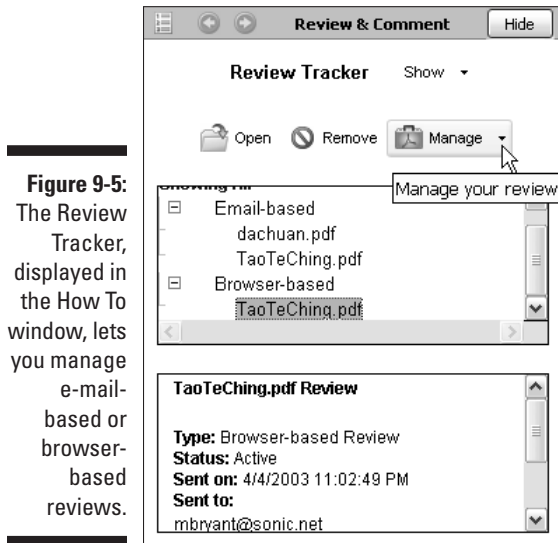 Review & Comment Hide
Review Tracker Show
Open Remove Manage
Manage your review
Email-based
dachuan.pdf
TaoTeChing.pdf
Browser-based
TaoTeChing.pdf
TaoTeChing.pdf Review
Type: Browser-based Review
Status: Active
Sent on: 4/4/2003 11:02:49 PM
Sent to:
mbryant@sonic.net
Figure 9-5:
The Review
Tracker,
displayed in
the How To
window, lets
you manage
e-mail-
based or
browser-
based
reviews.